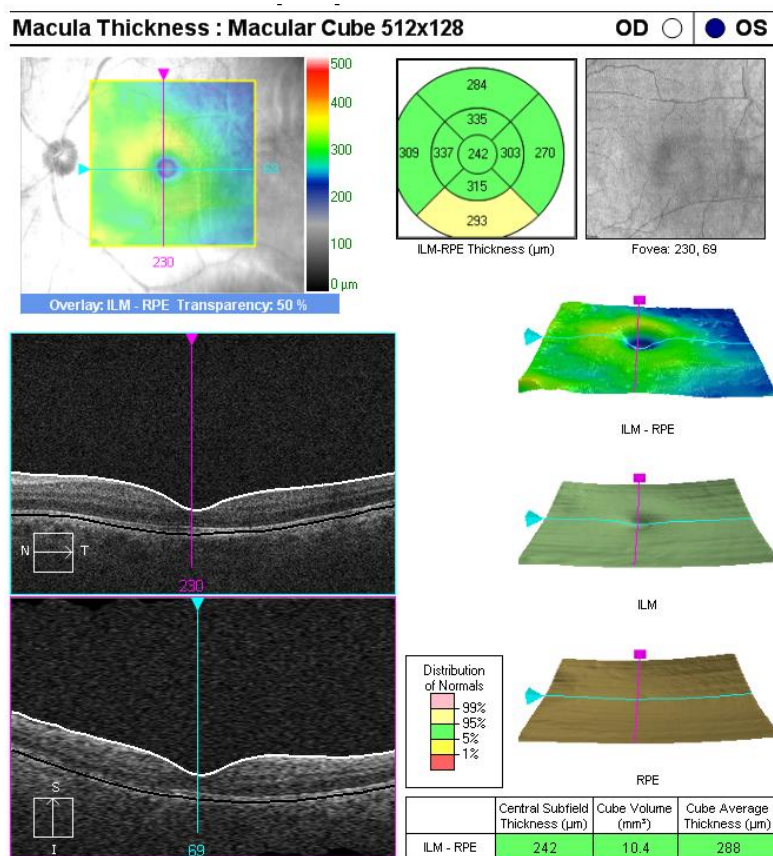 Macula Thickness : Macular Cube 512x128 OD OS
500
400
300
200
100
0 µm
69
230
Overlay: ILM - RPE Transparency: 50 %
284
335
309 337 242 303 270
315
293
ILM-RPE Thickness (µm)
Fovea: 230, 69
ILM - RPE
N T
230
ILM
Distribution
of Normals
99%
95%
5%
1%
S
I
69
RPE
Central Subfield Thickness (µm) Cube Volume (mm³) Cube Average Thickness (µm)
ILM - RPE 242 10.4 288